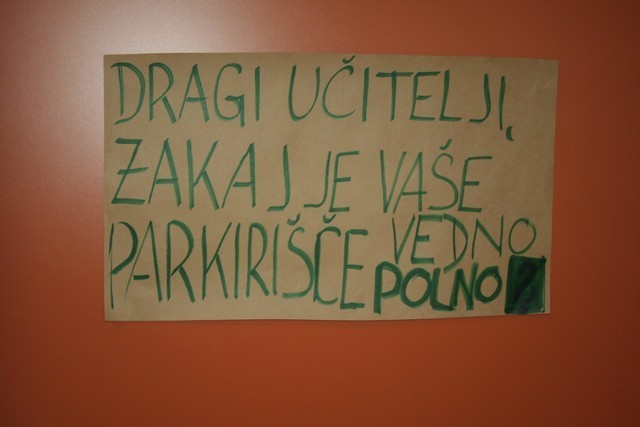 DRAGI UČITELJI,
ZAKAJ JE VAŠE
PARKIRIŠČE VEDNO
POLNO?